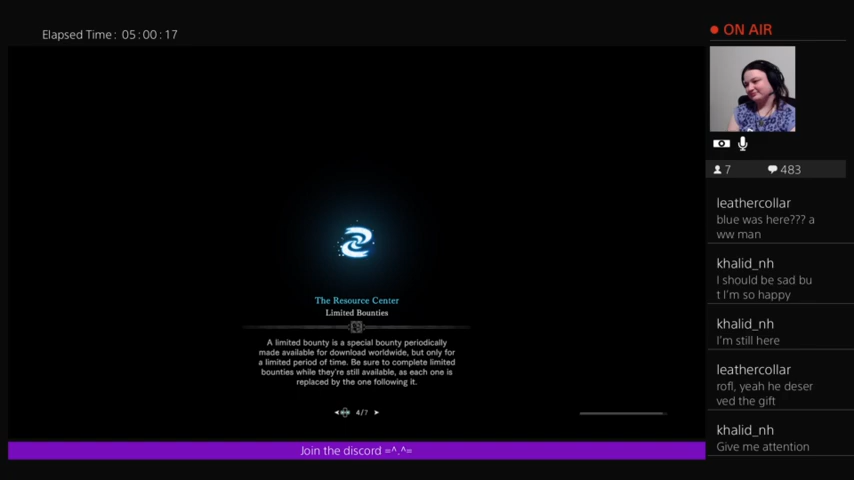 Elapsed Time: 05:00:17
ON AIR
7 483
leathercollar
blue was here??? a
ww man
khalid_nh
I should be sad bu
t I'm so happy
khalid_nh
I'm still here
leathercollar
rofl, yeah he deser
ved the gift
khalid_nh
Give me attention
The Resource Center
Limited Bounties
A limited bounty is a special bounty periodically
made available for download worldwide, but only for
a limited period of time. Be sure to complete limited
bounties while they're still available, as each one is
replaced by the one following it.
4/7
Join the discord =^.^=